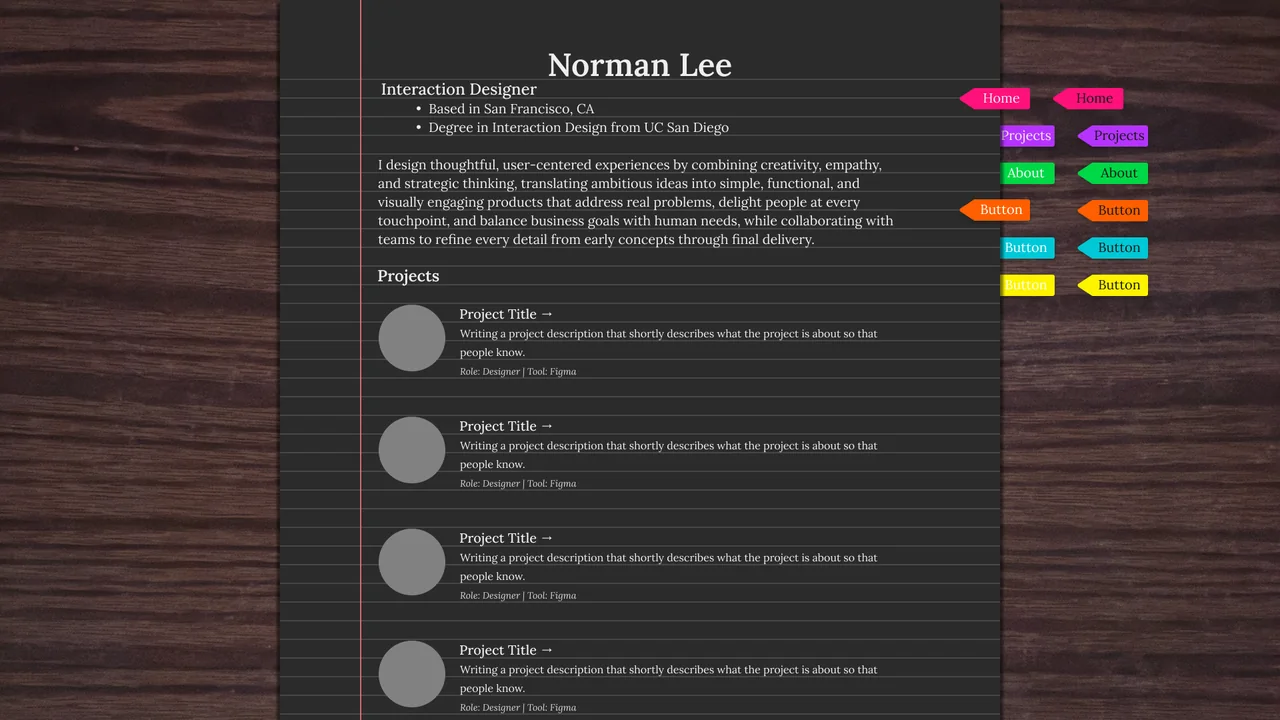 Norman Lee
Interaction Designer
• Based in San Francisco, CA
• Degree in Interaction Design from UC San Diego
I design thoughtful, user-centered experiences by combining creativity, empathy,
and strategic thinking, translating ambitious ideas into simple, functional, and
visually engaging products that address real problems, delight people at every
touchpoint, and balance business goals with human needs, while collaborating with
teams to refine every detail from early concepts through final delivery.
Projects
Project Title →
Writing a project description that shortly describes what the project is about so that
people know.
Role: Designer | Tool: Figma
Project Title →
Writing a project description that shortly describes what the project is about so that
people know.
Role: Designer | Tool: Figma
Project Title →
Writing a project description that shortly describes what the project is about so that
people know.
Role: Designer | Tool: Figma
Project Title →
Writing a project description that shortly describes what the project is about so that
people know.
Role: Designer | Tool: Figma
Home Home
Projects Projects
About About
Button Button
Button Button
Button Button